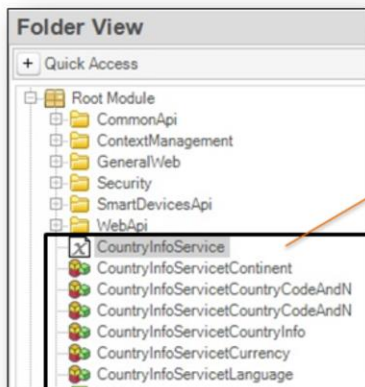 Folder View
+ Quick Access
Root Module
CommonApi
ContextManagement
GeneralWeb
Security
SmartDevicesApi
WebApi
CountryInfoService
CountryInfoServicetContinent
CountryInfoServicetCountryCodeAndN
CountryInfoServicetCountryCodeAndN
CountryInfoServicetCountryInfo
CountryInfoServicetCurrency
CountryInfoServicetLanguage